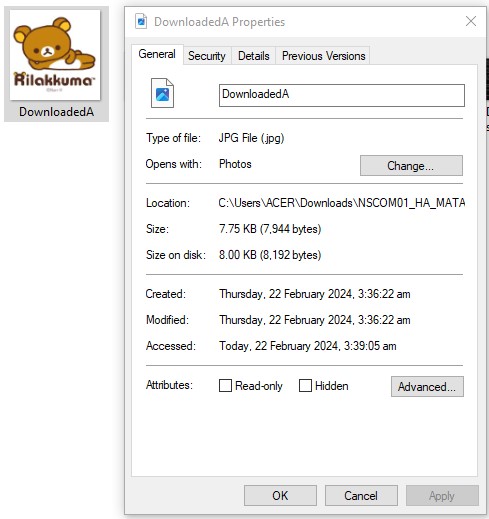 Rilakkuma™
DownloadedA
DownloadedA Properties
General Security Details Previous Versions
DownloadedA
Type of file: JPG File (.jpg)
Opens with: Photos Change...
Location: C:\Users\ACER\Downloads\NSCOM01_HA_MATA
Size: 7.75 KB (7,944 bytes)
Size on disk: 8.00 KB (8,192 bytes)
Created: Thursday, 22 February 2024, 3:36:22 am
Modified: Thursday, 22 February 2024, 3:36:22 am
Accessed: Today, 22 February 2024, 3:39:05 am
Attributes: Read-only Hidden Advanced...
OK Cancel Apply